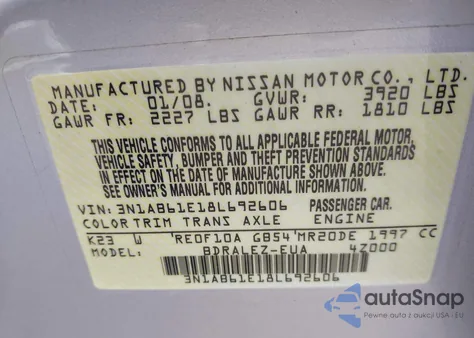 MANUFACTURED BY NISSAN MOTOR CO., LTD.
DATE: 01/08. GVWR: 3920 LBS
GAWR FR: 2227 LBS GAWR RR: 1810 LBS
THIS VEHICLE CONFORMS TO ALL APPLICABLE FEDERAL MOTOR
VEHICLE SAFETY, BUMPER AND THEFT PREVENTION STANDARDS
IN EFFECT ON THE DATE OF MANUFACTURE SHOWN ABOVE.
SEE OWNER'S MANUAL FOR ADDITIONAL INFORMATION.
VIN: 3N1AB61E18L692606 PASSENGER CAR.
COLOR TRIM TRANS AXLE ENGINE
K23 W 'RE0F10A GB54'MR20DE 1997 CC
BDRALEZ-EUA 4Z000
3N1AB61E18L692606
autoSnap
Pewne auto z aukcji USA i EU